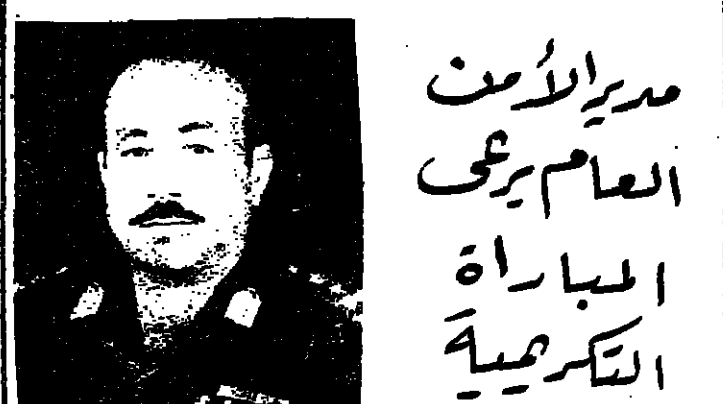 مدير الأمن
العام يرعى
المباراة
التكريمية